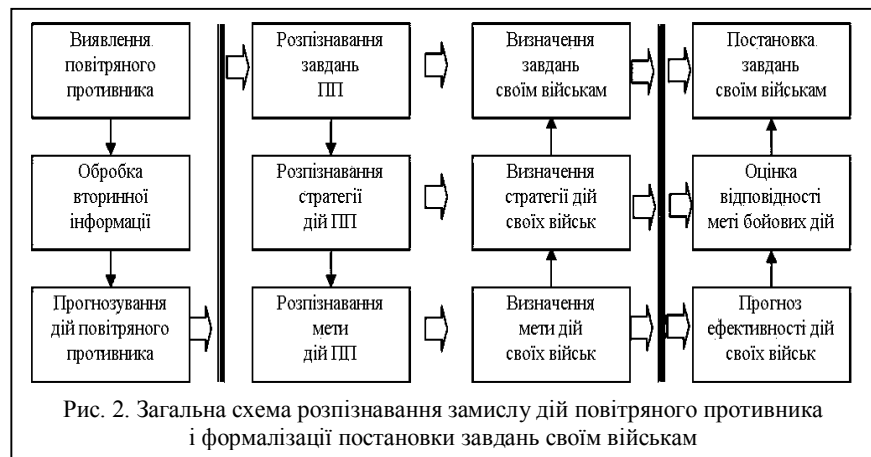 Виявлення
повітряного
противника
Розпізнавання
завдань
ПП
Визначення
завдань
своїм військам
Постановка
завдань
своїм військам
Обробка
вторинної
інформації
Розпізнавання
стратегії
дій ПП
Визначення
стратегії дій
своїх військ
Оцінка
відповідності
меті бойових дій
Прогнозування
дій повітряного
противника
Розпізнавання
мети
дій ПП
Визначення
мети дій
своїх військ
Прогноз
ефективності дій
своїх військ
Рис. 2. Загальна схема розпізнавання замислу дій повітряного противника
і формалізації постановки завдань своїм військам